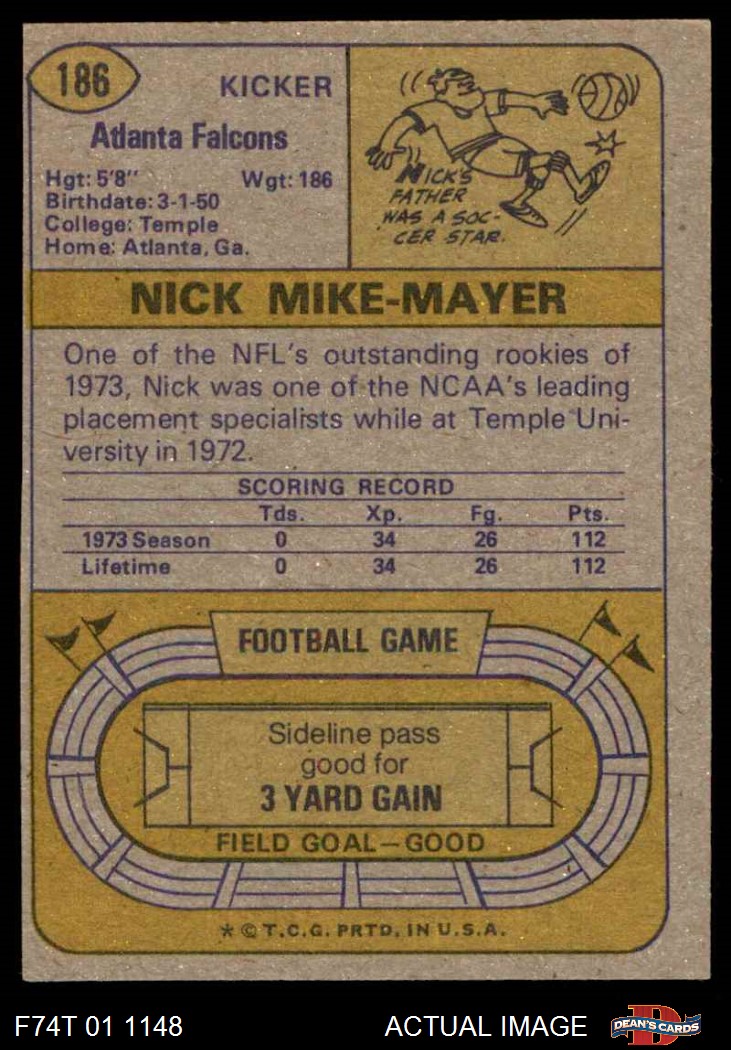 186
KICKER
Atlanta Falcons
Hgt: 5'8" Wgt: 186
Birthdate: 3-1-50
College: Temple
Home: Atlanta, Ga.
NICK'S
FATHER
WAS A SOC-
CER STAR.
NICK MIKE-MAYER
One of the NFL's outstanding rookies of
1973, Nick was one of the NCAA's leading
placement specialists while at Temple Uni-
versity in 1972.
SCORING RECORD
Tds. Xp. Fg. Pts.
1973 Season 0 34 26 112
Lifetime 0 34 26 112
FOOTBALL GAME
Sideline pass
good for
3 YARD GAIN
FIELD GOAL—GOOD
* © T.C.G. PRTD. IN U.S.A.
F74T 01 1148 ACTUAL IMAGE
D
DEAN'S CARDS